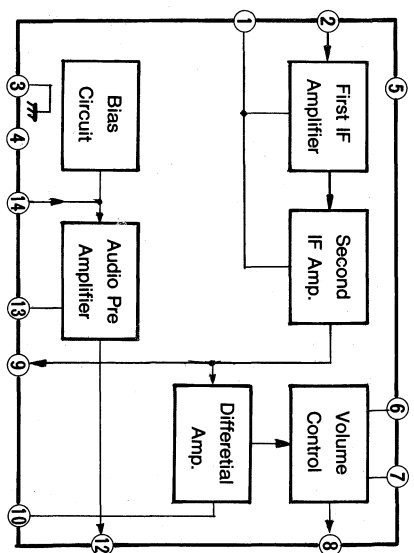 1
2
3
4
5
First IF
Amplifier
Bias
Circuit
14
Second
IF Amp.
Audio Pre
Amplifier
13
9
6
Volume
Control
7
Differetial
Amp.
10
12
8